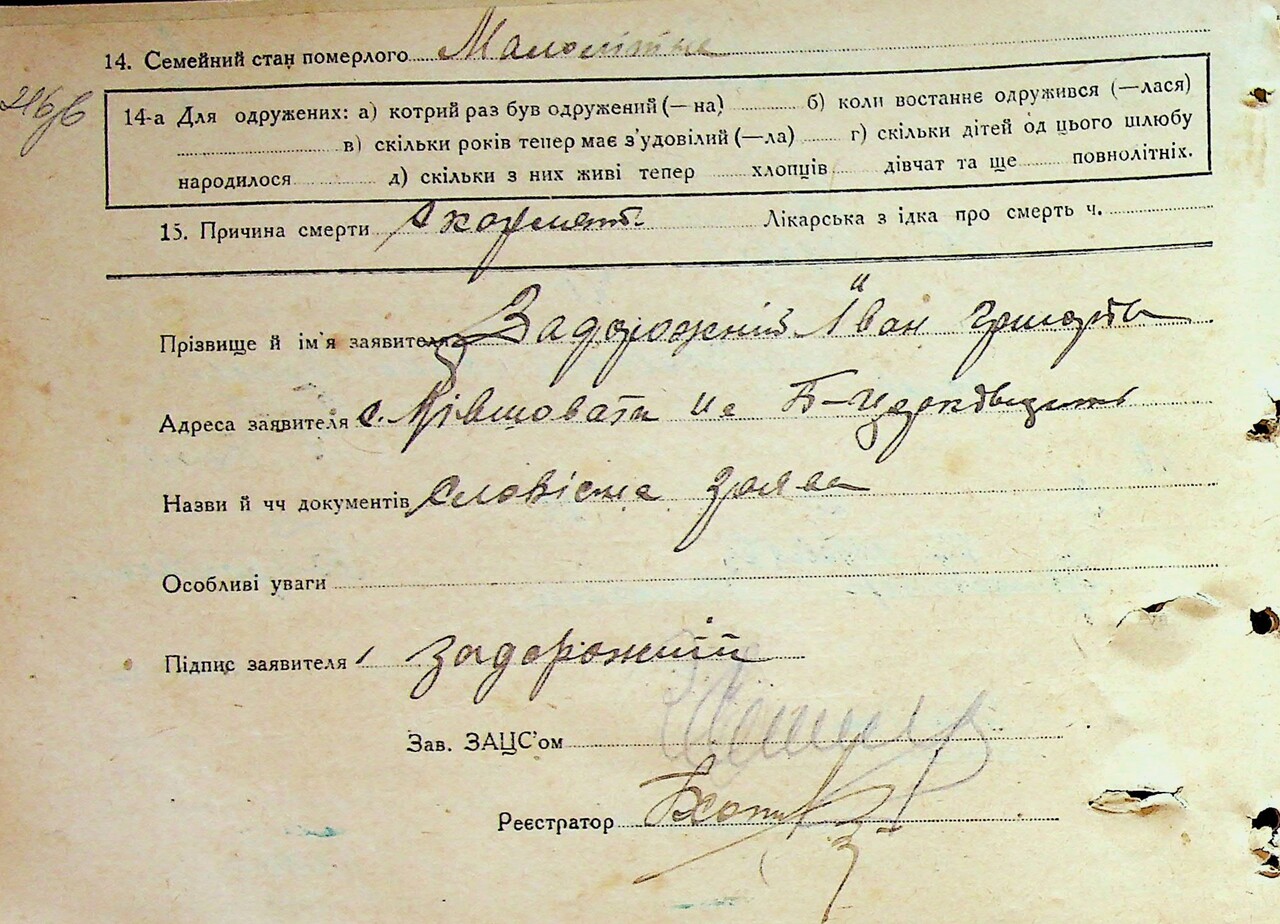 14. Семейний стан померлого Малолітне
14-а Для одружених: а) котрий раз був одружений (—на) б) коли востаннє одружився (—лася)
в) скільки років тепер має з'удовілий (—ла) г) скільки дітей од цього шлюбу
народилося д) скільки з них живі тепер хлопців дівчат та ще повнолітніх.
15. Причина смерти Лікарська з ідка про смерть ч.
Прізвище й ім'я заявителя Задорожній Іван
Адреса заявителя с.
Назви й чч документів Словісна заява
Особливі уваги
Підпис заявителя задорожній
Зав. ЗАЦС'ом
Реєстратор